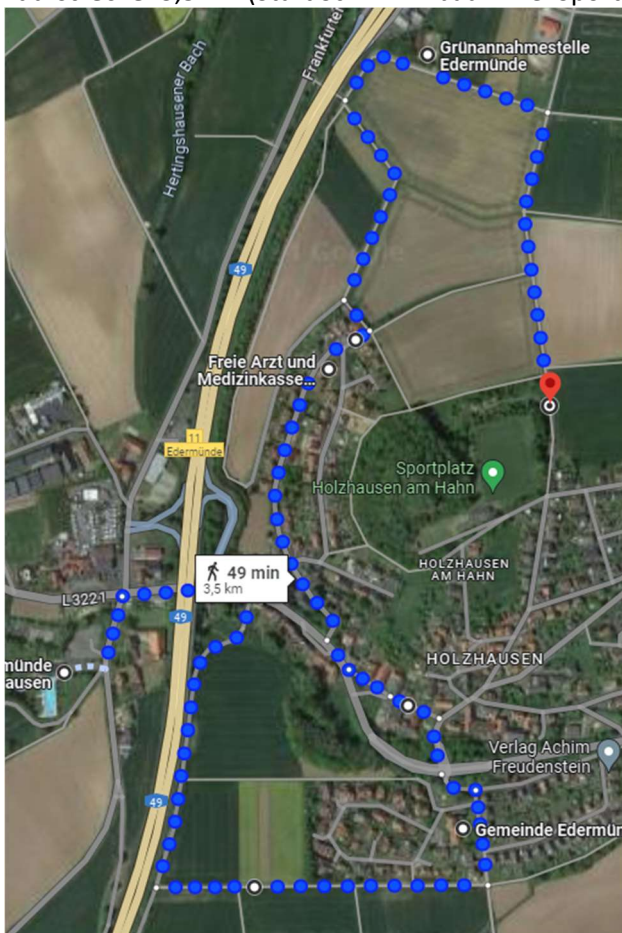 Frankfurter
Grünannahmestelle
Edermünde
Hertingshausener Bach
49
Freie Arzt und
Medizinkasse...
11
Edermünde
Sportplatz
Holzhausen am Hahn
HOLZHAUSEN
AM HAHN
49 min
3,5 km
L3221
49
münde
ausen
HOLZHAUSEN
Verlag Achim
Freudenstein
49
Gemeinde Edermün